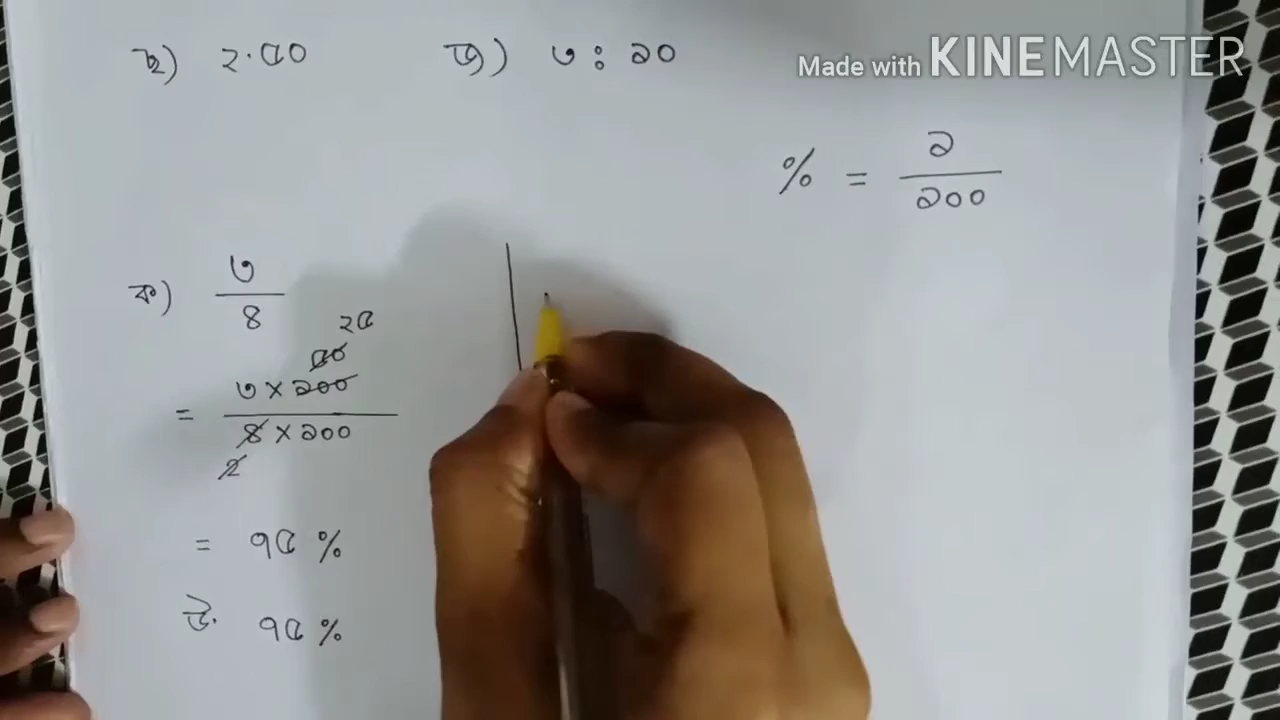 ছ) ২.৫০ জ) ৩ : ১০
Made with KINEMASTER
% = ১/১০০
ক) ৩/৪
২৫
৫০
= ৩ × ১০০ / ৪ × ১০০
২
= ৭৫ %
উ. ৭৫ %